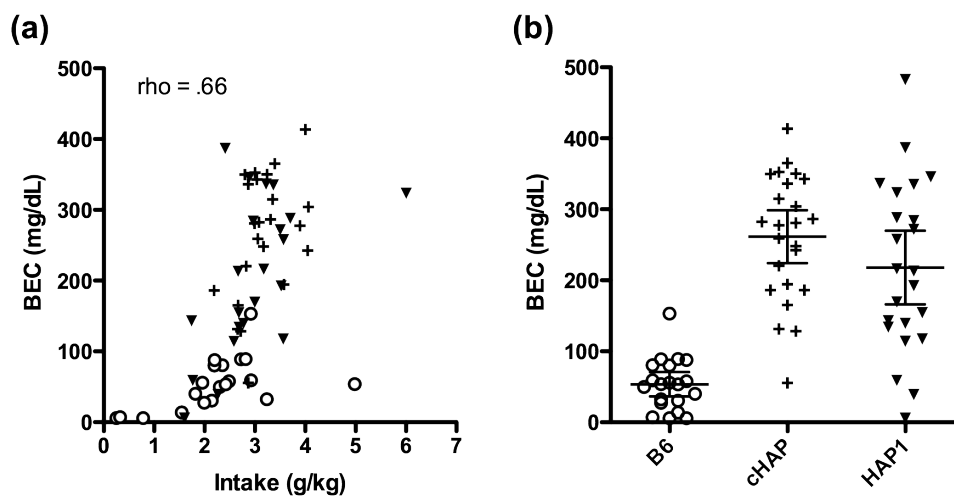 (a)
rho = .66
BEC (mg/dL)
500
400
300
200
100
0
0 1 2 3 4 5 6 7
Intake (g/kg)
(b)
BEC (mg/dL)
500
400
300
200
100
0
B6 cHAP HAP1